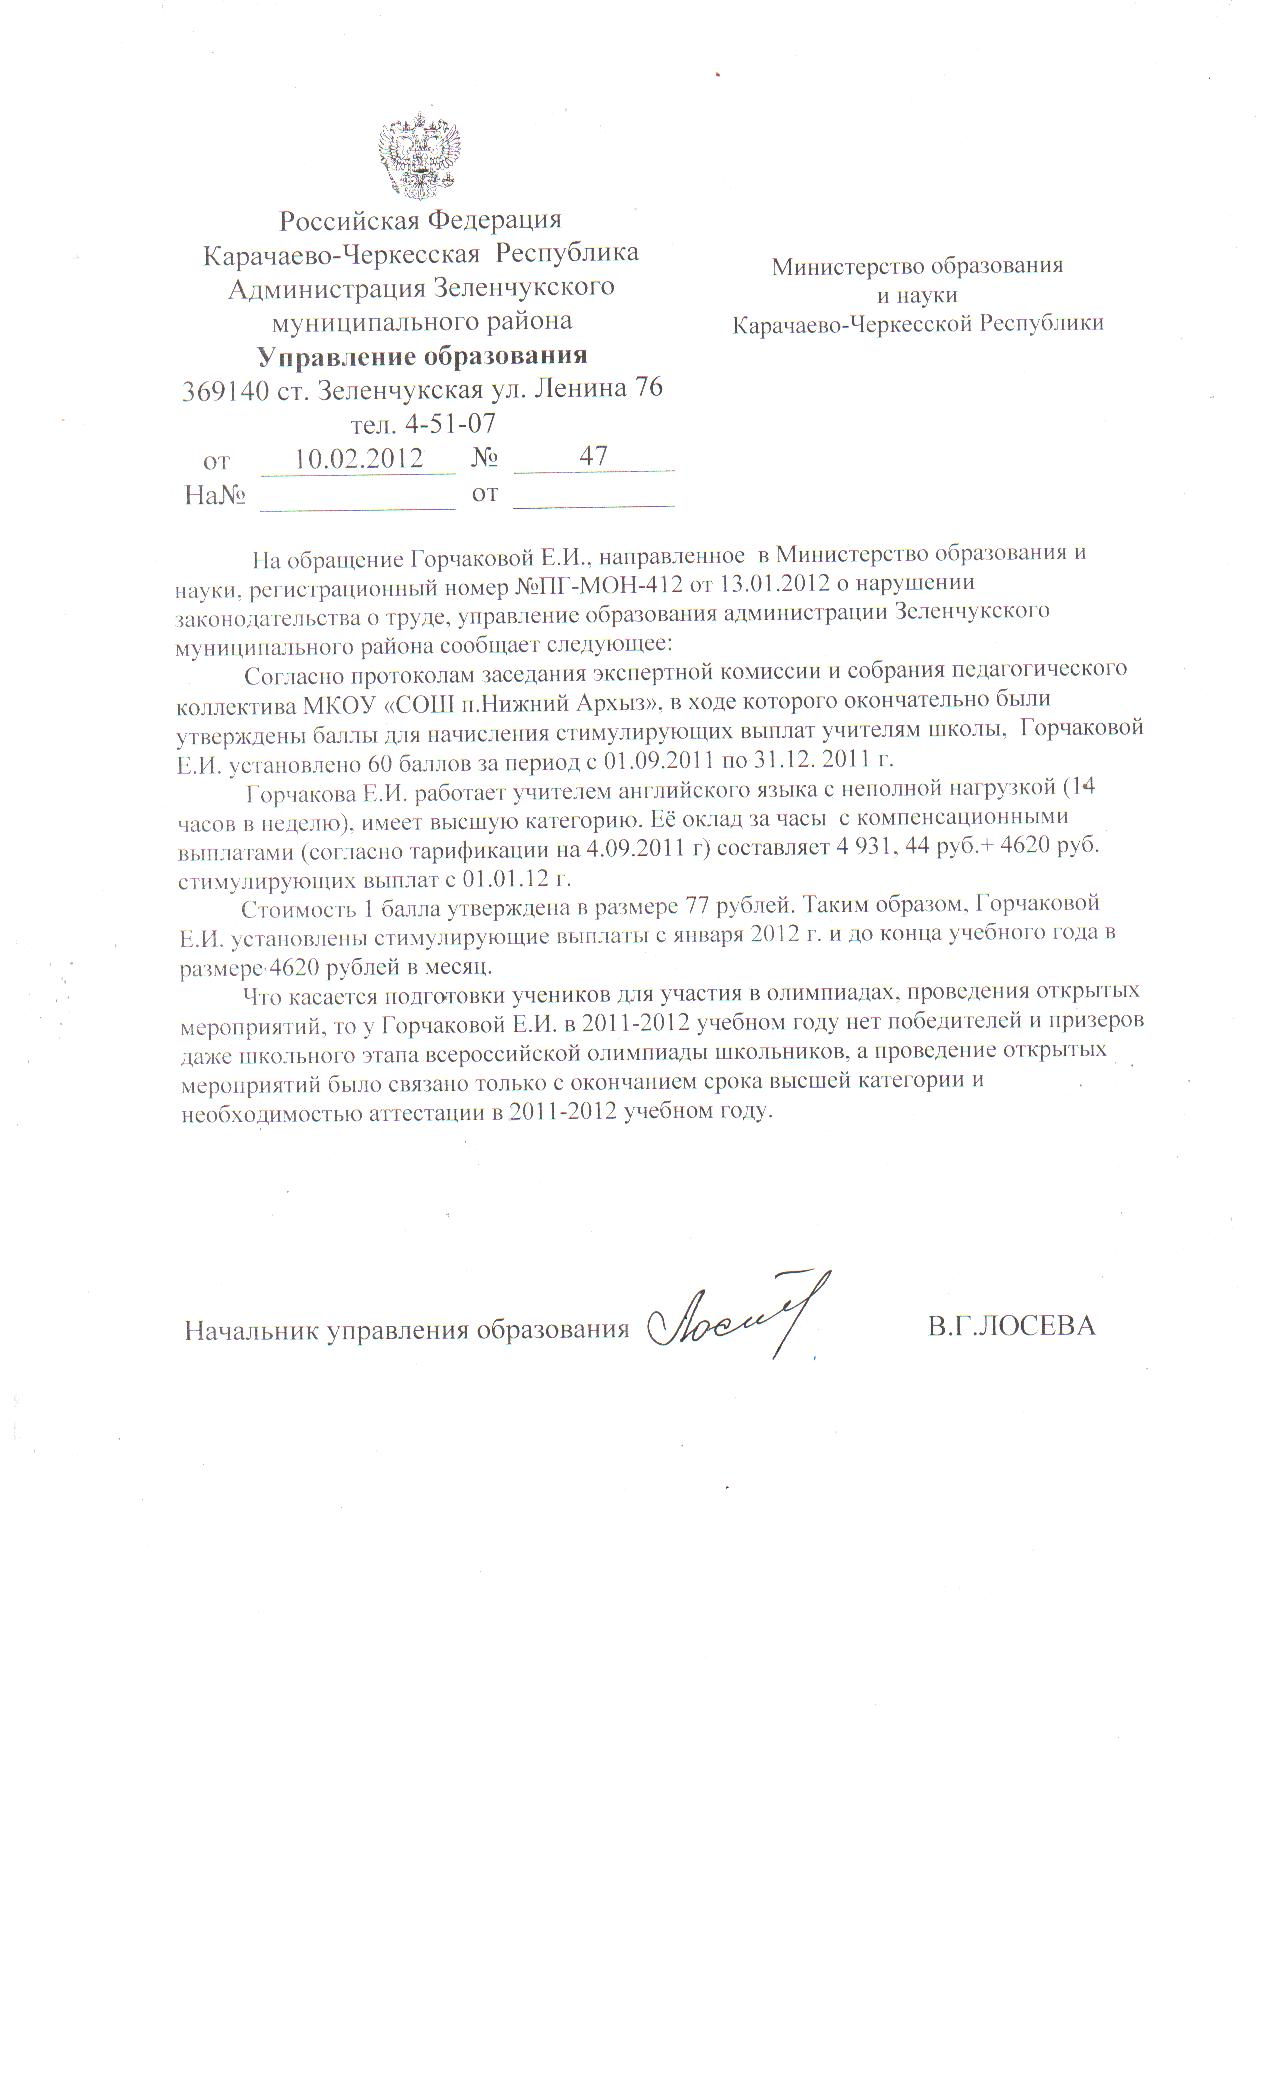 Российская Федерация
Карачаево-Черкесская Республика
Администрация Зеленчукского
муниципального района
Управление образования
369140 ст. Зеленчукская ул. Ленина 76
тел. 4-51-07
от 10.02.2012 № 47
На№ от
Министерство образования
и науки
Карачаево-Черкесской Республики
На обращение Горчаковой Е.И., направленное в Министерство образования и
науки, регистрационный номер №ПГ-МОН-412 от 13.01.2012 о нарушении
законодательства о труде, управление образования администрации Зеленчукского
муниципального района сообщает следующее:
Согласно протоколам заседания экспертной комиссии и собрания педагогического
коллектива МКОУ «СОШ п.Нижний Архыз», в ходе которого окончательно были
утверждены баллы для начисления стимулирующих выплат учителям школы, Горчаковой
Е.И. установлено 60 баллов за период с 01.09.2011 по 31.12. 2011 г.
Горчакова Е.И. работает учителем английского языка с неполной нагрузкой (14
часов в неделю), имеет высшую категорию. Её оклад за часы с компенсационными
выплатами (согласно тарификации на 4.09.2011 г) составляет 4 931, 44 руб.+ 4620 руб.
стимулирующих выплат с 01.01.12 г.
Стоимость 1 балла утверждена в размере 77 рублей. Таким образом, Горчаковой
Е.И. установлены стимулирующие выплаты с января 2012 г. и до конца учебного года в
размере 4620 рублей в месяц.
Что касается подготовки учеников для участия в олимпиадах, проведения открытых
мероприятий, то у Горчаковой Е.И. в 2011-2012 учебном году нет победителей и призеров
даже школьного этапа всероссийской олимпиады школьников, а проведение открытых
мероприятий было связано только с окончанием срока высшей категории и
необходимостью аттестации в 2011-2012 учебном году.
Начальник управления образования В.Г.ЛОСЕВА